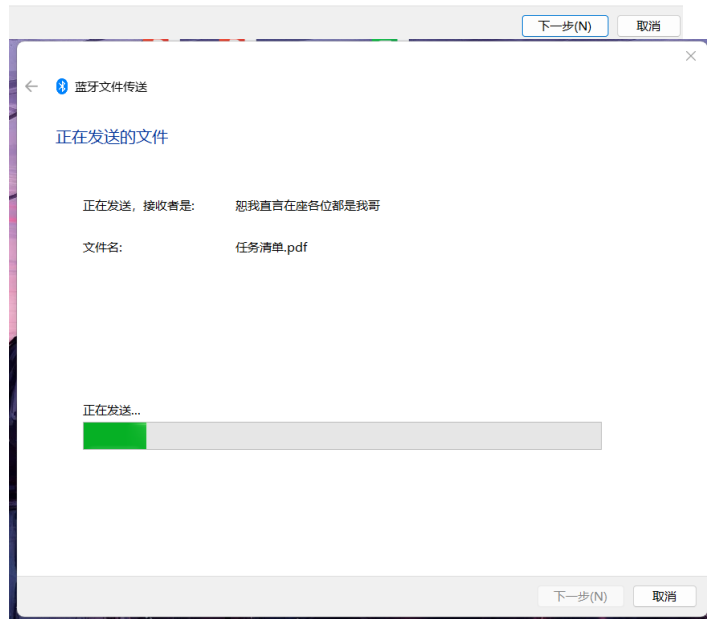 下一步(N) 取消
蓝牙文件传送
正在发送的文件
正在发送，接收者是: 恕我直言在座各位都是我哥
文件名: 任务清单.pdf
正在发送...
下一步(N) 取消